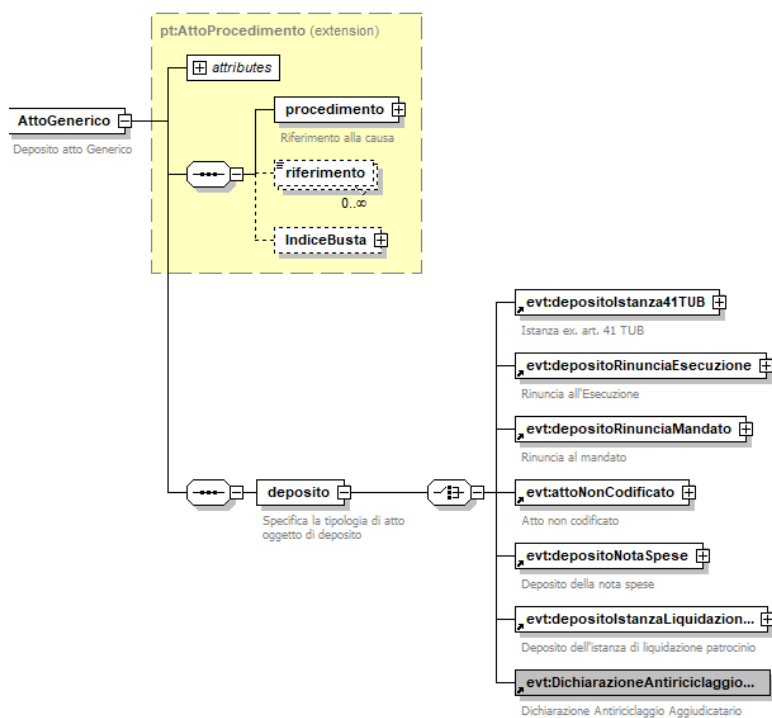 pt:AttoProcedimento (extension)
attributes
AttoGenerico
Deposito atto Generico
procedimento
Riferimento alla causa
riferimento
0..∞
IndiceBusta
deposito
Specifica la tipologia di atto
oggetto di deposito
evt:depositoIstanza41TUB
Istanza ex. art. 41 TUB
evt:depositoRinunciaEsecuzione
Rinuncia all'Esecuzione
evt:depositoRinunciaMandato
Rinuncia al mandato
evt:attoNonCodificato
Atto non codificato
evt:depositoNotaSpese
Deposito della nota spese
evt:depositoIstanzaLiquidazion...
Deposito dell'istanza di liquidazione patrocinio
evt:DichiarazioneAntiriciclaggio...
Dichiarazione Antiriciclaggio Aggiudicatario